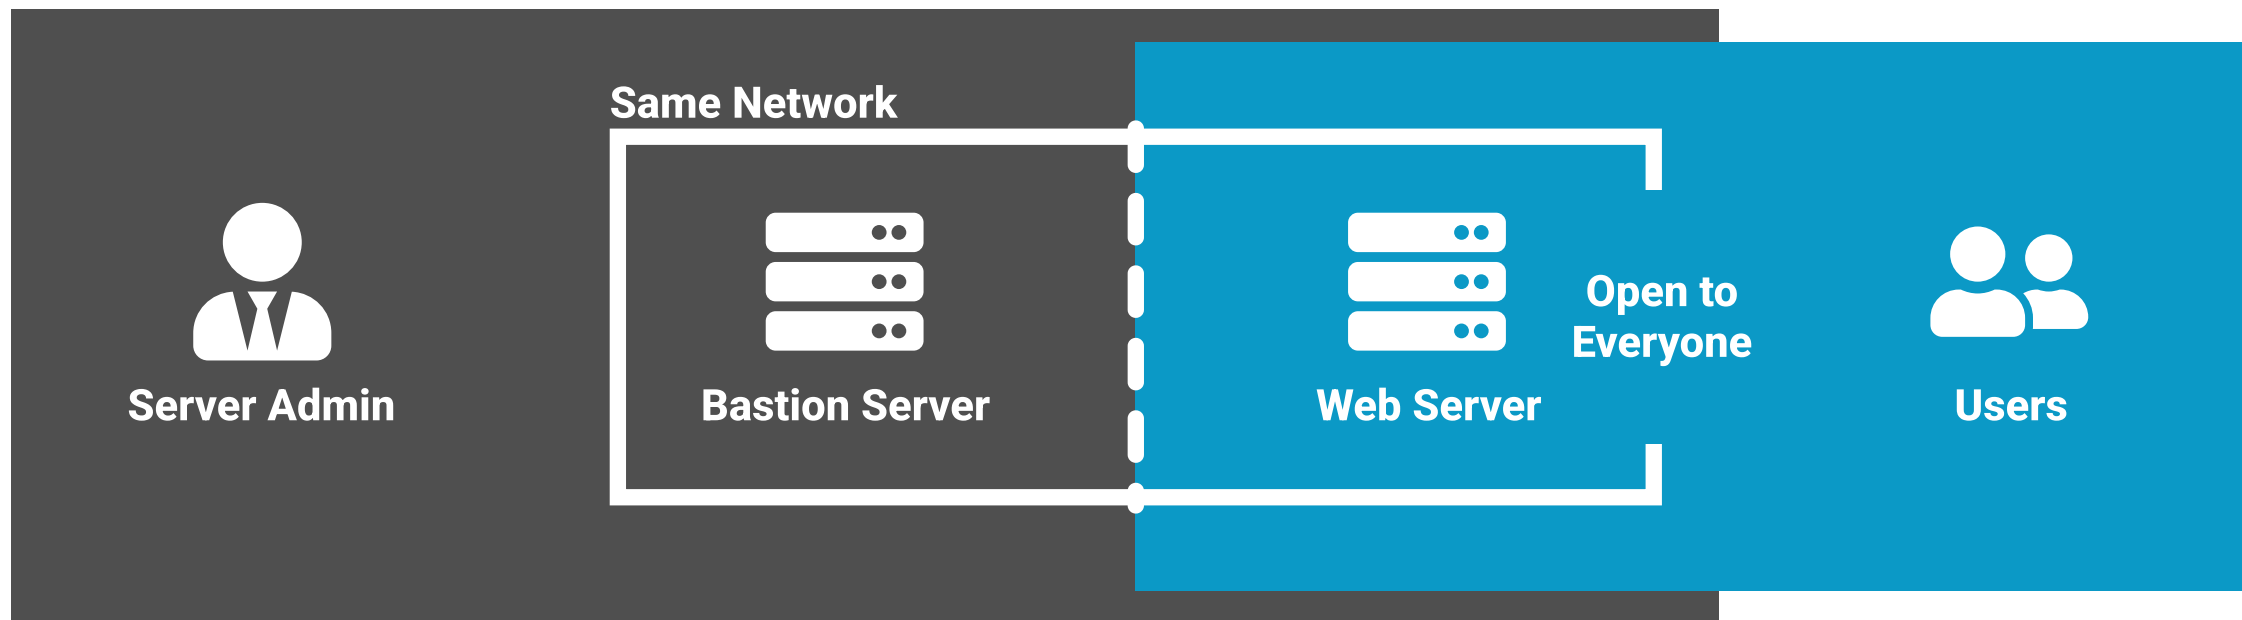 Same Network
Server Admin
Bastion Server
Web Server
Open to
Everyone
Users